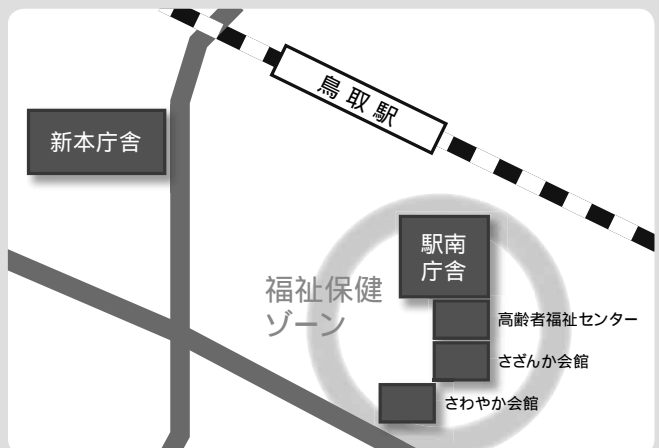 鳥取駅
新本庁舎
駅南
庁舎
福祉保健
ゾーン
高齢者福祉センター
さざんか会館
さわやか会館